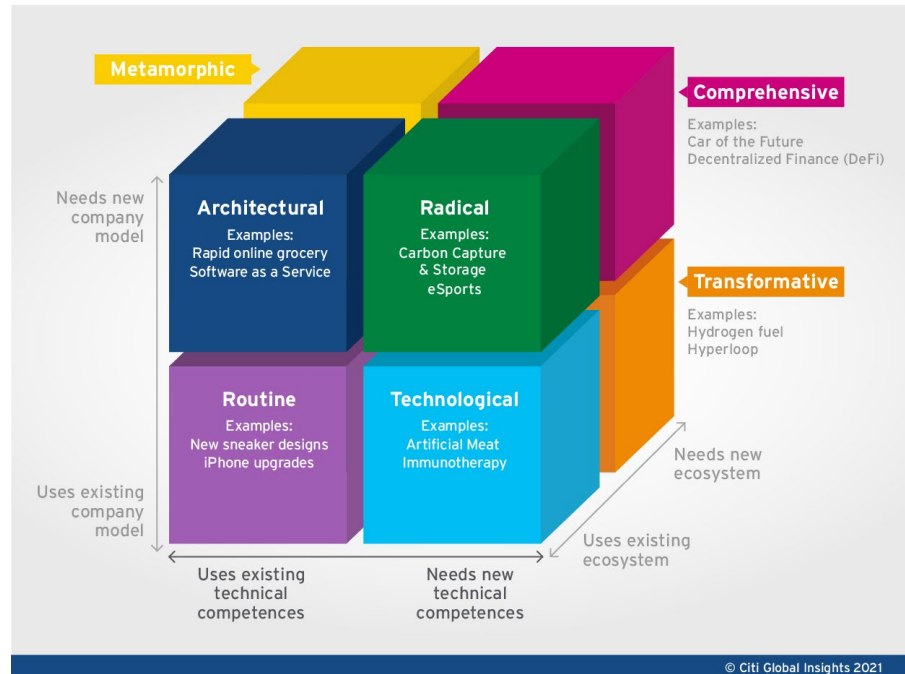 Metamorphic
Comprehensive
Examples:
Car of the Future
Decentralized Finance (DeFi)
Needs new
company
model
Architectural
Examples:
Rapid online grocery
Software as a Service
Radical
Examples:
Carbon Capture
& Storage
eSports
Transformative
Examples:
Hydrogen fuel
Hyperloop
Routine
Examples:
New sneaker designs
iPhone upgrades
Technological
Examples:
Artificial Meat
Immunotherapy
Uses existing
company
model
Needs new
ecosystem
Uses existing
ecosystem
Uses existing
technical
competences
Needs new
technical
competences
© Citi Global Insights 2021